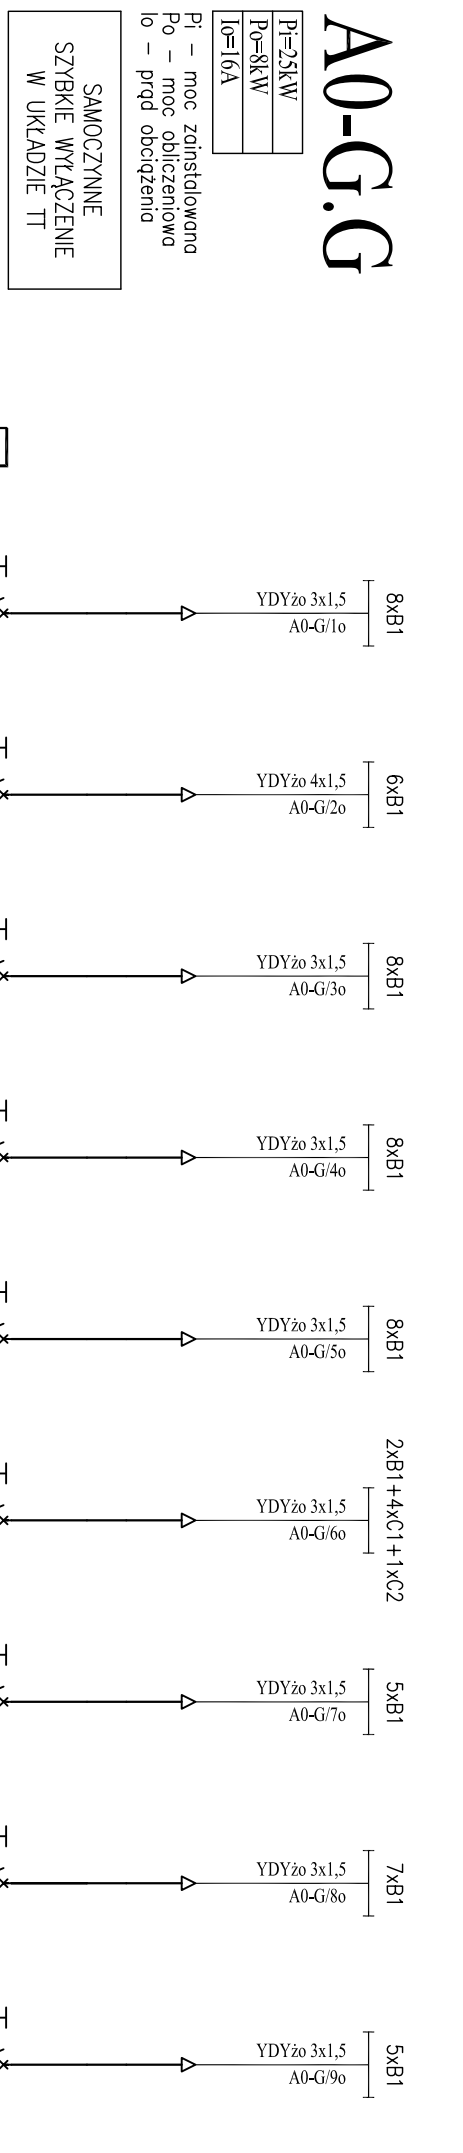 A0-G.G
Pi=25kW
Po=8kW
Io=16A
Pi – moc zainstalowana
Po – moc obliczeniowa
Io – prąd obciążenia
SAMOCZYNNE
SZYBKIE WYŁĄCZENIE
W UKŁADZIE TT
8xB1
YDYżo 3x1,5
A0-G/1o
6xB1
YDYżo 4x1,5
A0-G/2o
8xB1
YDYżo 3x1,5
A0-G/3o
8xB1
YDYżo 3x1,5
A0-G/4o
8xB1
YDYżo 3x1,5
A0-G/5o
2xB1+4xC1+1xC2
YDYżo 3x1,5
A0-G/6o
5xB1
YDYżo 3x1,5
A0-G/7o
7xB1
YDYżo 3x1,5
A0-G/8o
5xB1
YDYżo 3x1,5
A0-G/9o